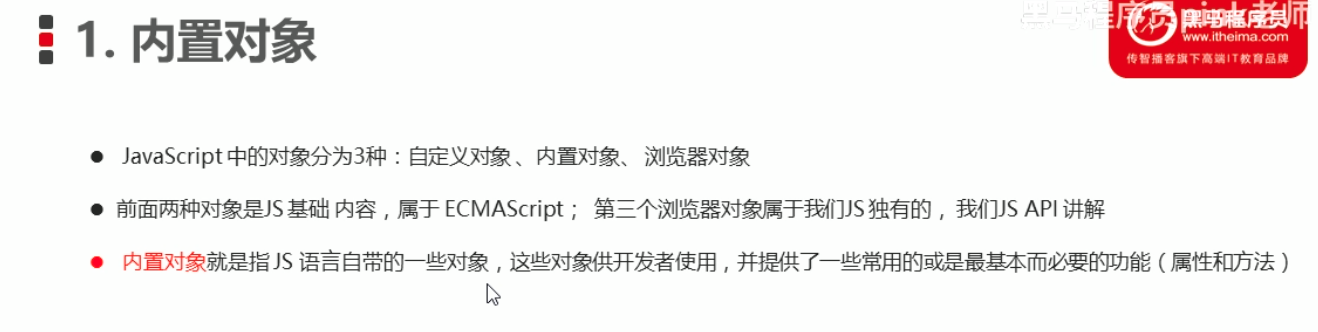 1. 内置对象
黑马程序员pink老师
黑马程序员
www.itheima.com
传智播客旗下高端IT教育品牌
JavaScript 中的对象分为3种：自定义对象 、内置对象、 浏览器对象
前面两种对象是JS 基础 内容，属于 ECMAScript； 第三个浏览器对象属于我们JS 独有的， 我们JS API 讲解
内置对象就是指 JS 语言自带的一些对象，这些对象供开发者使用，并提供了一些常用的或是最基本而必要的功能（属性和方法）